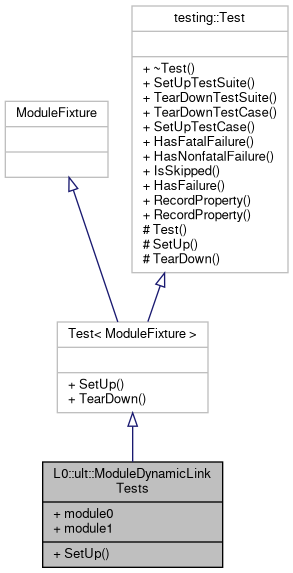 testing::Test
+ ~Test()
+ SetUpTestSuite()
+ TearDownTestSuite()
+ TearDownTestCase()
+ SetUpTestCase()
+ HasFatalFailure()
+ HasNonfatalFailure()
+ IsSkipped()
+ HasFailure()
+ RecordProperty()
+ RecordProperty()
# Test()
# SetUp()
# TearDown()
ModuleFixture
Test< ModuleFixture >
+ SetUp()
+ TearDown()
L0::ult::ModuleDynamicLink
Tests
+ module0
+ module1
+ SetUp()